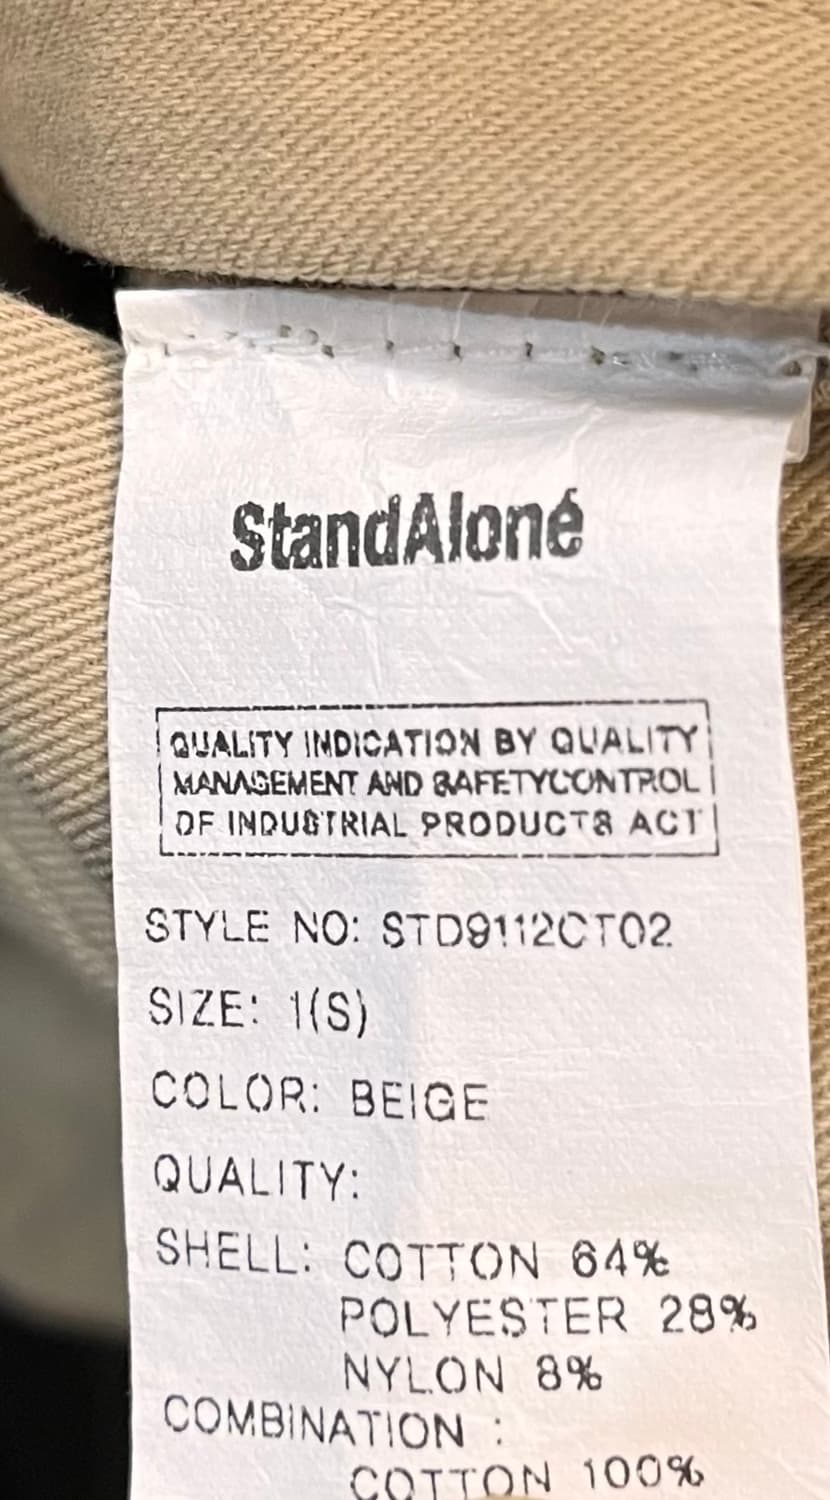 StandAloné
QUALITY INDICATION BY QUALITY
MANAGEMENT AND SAFETYCONTROL
OF INDUSTRIAL PRODUCTS ACT
STYLE NO: STD9112CT02
SIZE: 1(S)
COLOR: BEIGE
QUALITY:
SHELL: COTTON 64%
POLYESTER 28%
NYLON 8%
COMBINATION :
COTTON 100%